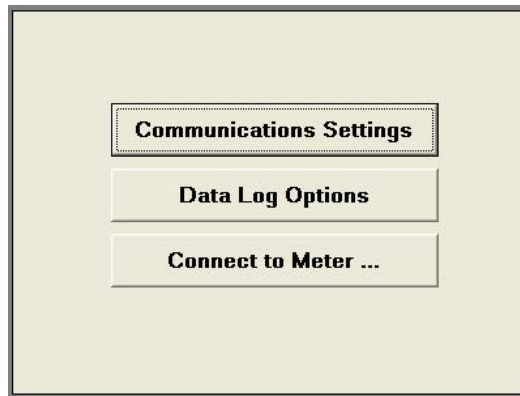 Communications Settings
Data Log Options
Connect to Meter ...